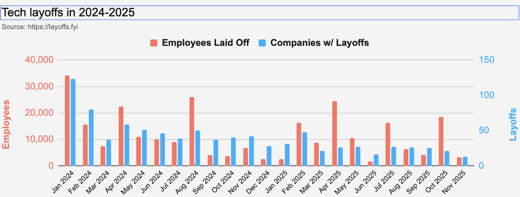 Tech layoffs in 2024-2025
Source: https://layoffs.fyi
Employees Laid Off
Companies w/ Layoffs
40,000
30,000
20,000
10,000
0
Employees
150
100
50
0
Layoffs
Jan 2024
Feb 2024
Mar 2024
Apr 2024
May 2024
Jun 2024
Jul 2024
Aug 2024
Sep 2024
Oct 2024
Nov 2024
Dec 2024
Jan 2025
Feb 2025
Mar 2025
Apr 2025
May 2025
Jun 2025
Jul 2025
Aug 2025
Sep 2025
Oct 2025
Nov 2025